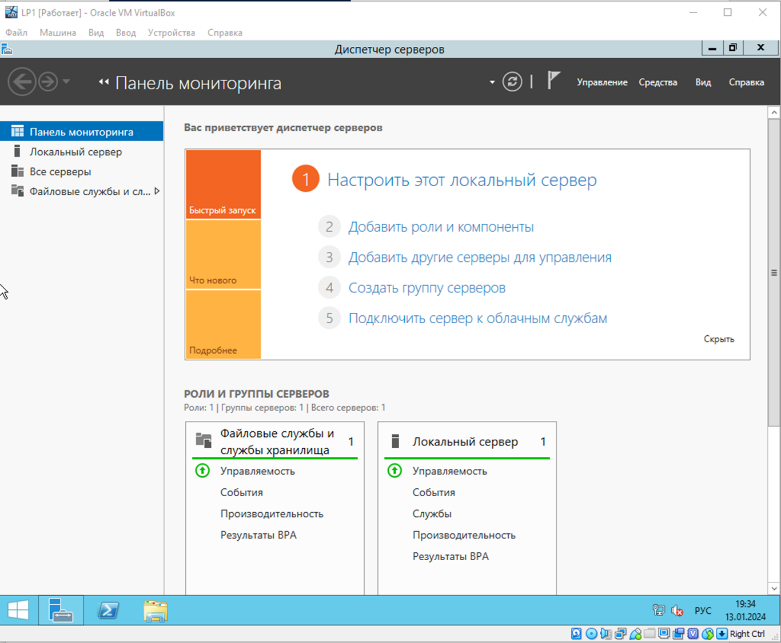 LP1 [Работает] - Oracle VM VirtualBox
Файл Машина Вид Ввод Устройства Справка
Диспетчер серверов
Панель мониторинга
Управление Средства Вид Справка
Панель мониторинга
Локальный сервер
Все серверы
Файловые службы и сл...
Вас приветствует диспетчер серверов
Быстрый запуск
Что нового
Подробнее
1 Настроить этот локальный сервер
2 Добавить роли и компоненты
3 Добавить другие серверы для управления
4 Создать группу серверов
5 Подключить сервер к облачным службам
Скрыть
РОЛИ И ГРУППЫ СЕРВЕРОВ
Роли: 1 | Группы серверов: 1 | Всего серверов: 1
Файловые службы и
службы хранилища 1
Управляемость
События
Производительность
Результаты BPA
Локальный сервер 1
Управляемость
События
Службы
Производительность
Результаты BPA
РУС
19:34
13.01.2024
Right Ctrl